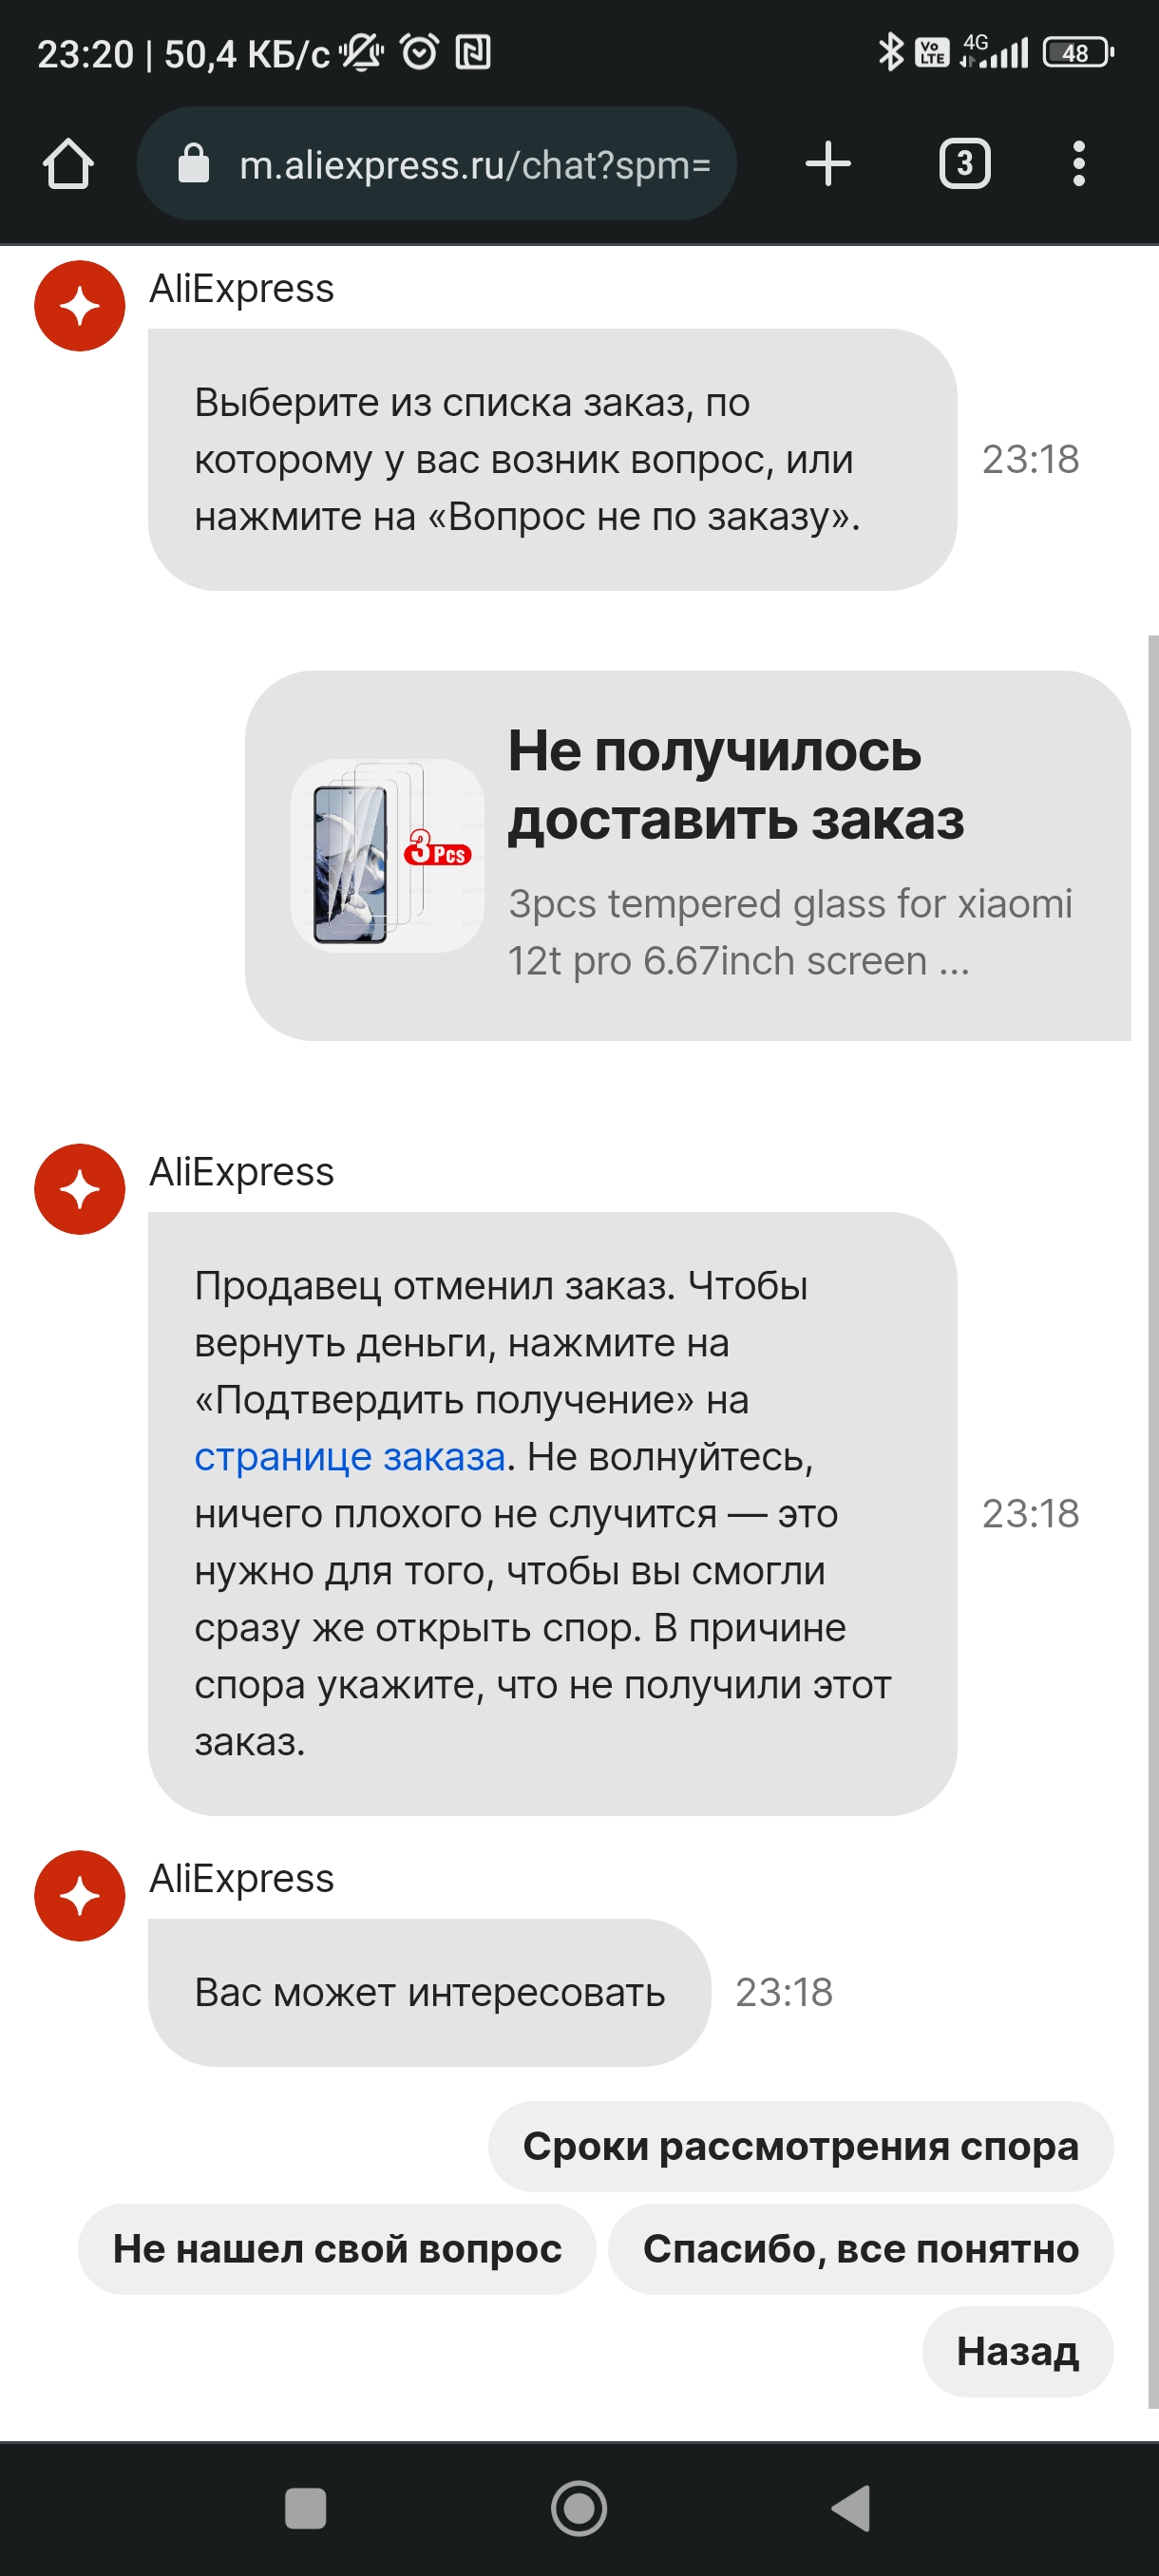 23:20 | 50,4 КБ/с
Vo LTE
4G
48
m.aliexpress.ru/chat?spm=
3
AliExpress
Выберите из списка заказ, по
которому у вас возник вопрос, или
нажмите на «Вопрос не по заказу».
23:18
Не получилось
доставить заказ
3 Pcs
3pcs tempered glass for xiaomi
12t pro 6.67inch screen ...
AliExpress
Продавец отменил заказ. Чтобы
вернуть деньги, нажмите на
«Подтвердить получение» на
странице заказа. Не волнуйтесь,
ничего плохого не случится — это
нужно для того, чтобы вы смогли
сразу же открыть спор. В причине
спора укажите, что не получили этот
заказ.
23:18
AliExpress
Вас может интересовать
23:18
Сроки рассмотрения спора
Не нашел свой вопрос
Спасибо, все понятно
Назад